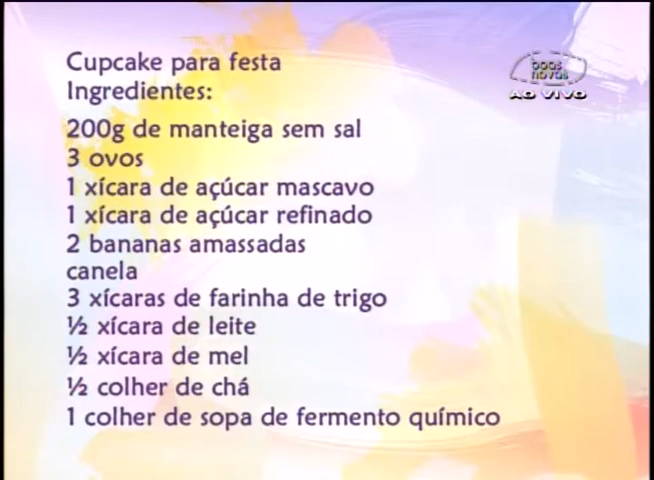 Cupcake para festa
Ingredientes:
200g de manteiga sem sal
3 ovos
1 xícara de açúcar mascavo
1 xícara de açúcar refinado
2 bananas amassadas
canela
3 xícaras de farinha de trigo
½ xícara de leite
½ xícara de mel
½ colher de chá
1 colher de sopa de fermento químico
boas
novas
AO VIVO